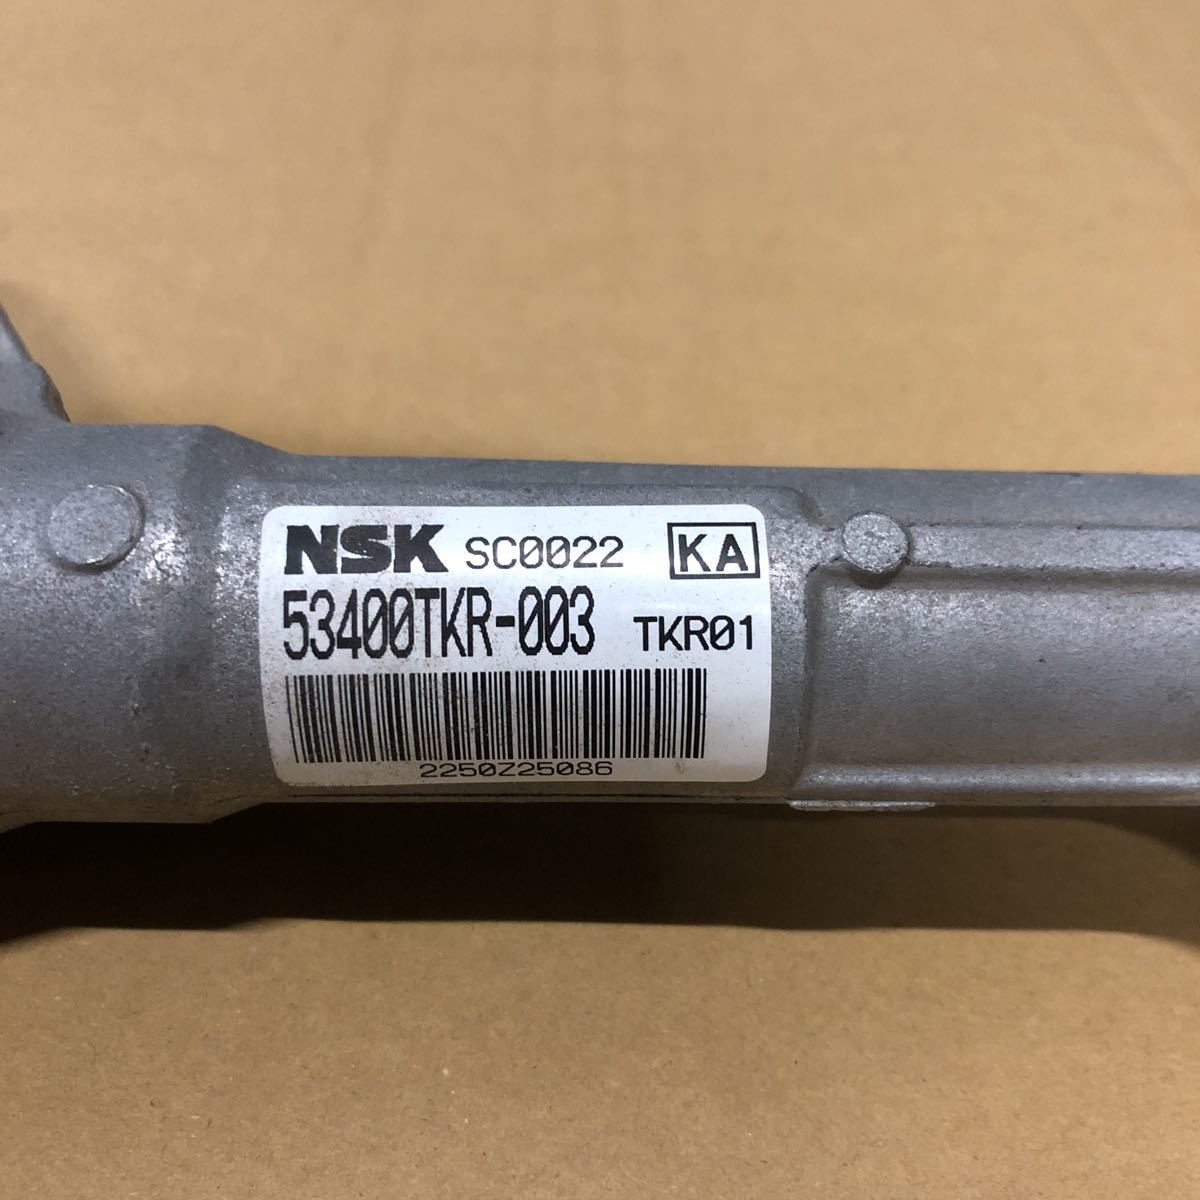 NSK SC0022 KA
53400TKR-003 TKR01
2250Z25086